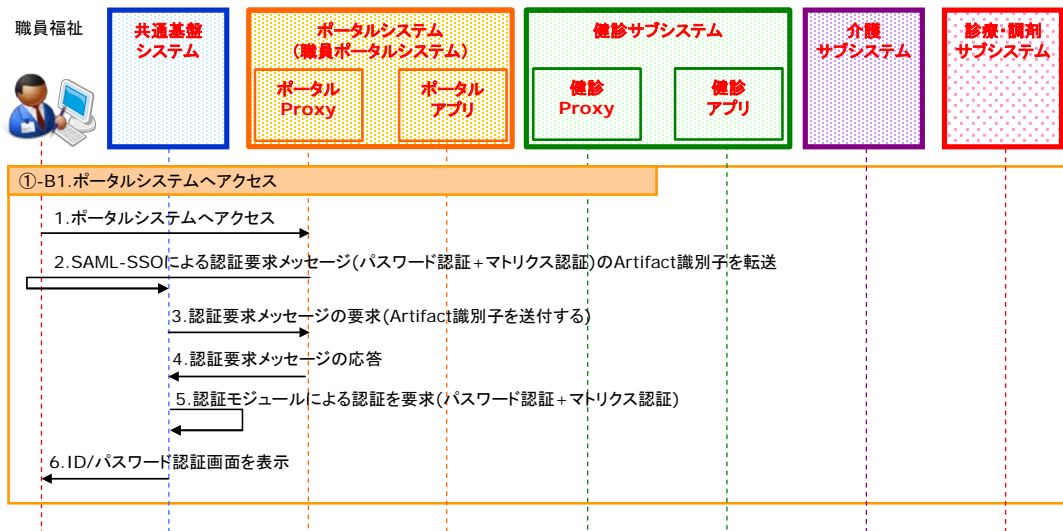 職員福祉
共通基盤
システム
ポータルシステム
(職員ポータルシステム)
ポータル
Proxy
ポータル
アプリ
健診サブシステム
健診
Proxy
健診
アプリ
介護
サブシステム
診療・調剤
サブシステム
①-B1.ポータルシステムへアクセス
1.ポータルシステムへアクセス
2.SAML-SSOによる認証要求メッセージ(パスワード認証+マトリクス認証)のArtifact識別子を転送
3.認証要求メッセージの要求(Artifact識別子を送付する)
4.認証要求メッセージの応答
5.認証モジュールによる認証を要求(パスワード認証+マトリクス認証)
6.ID/パスワード認証画面を表示